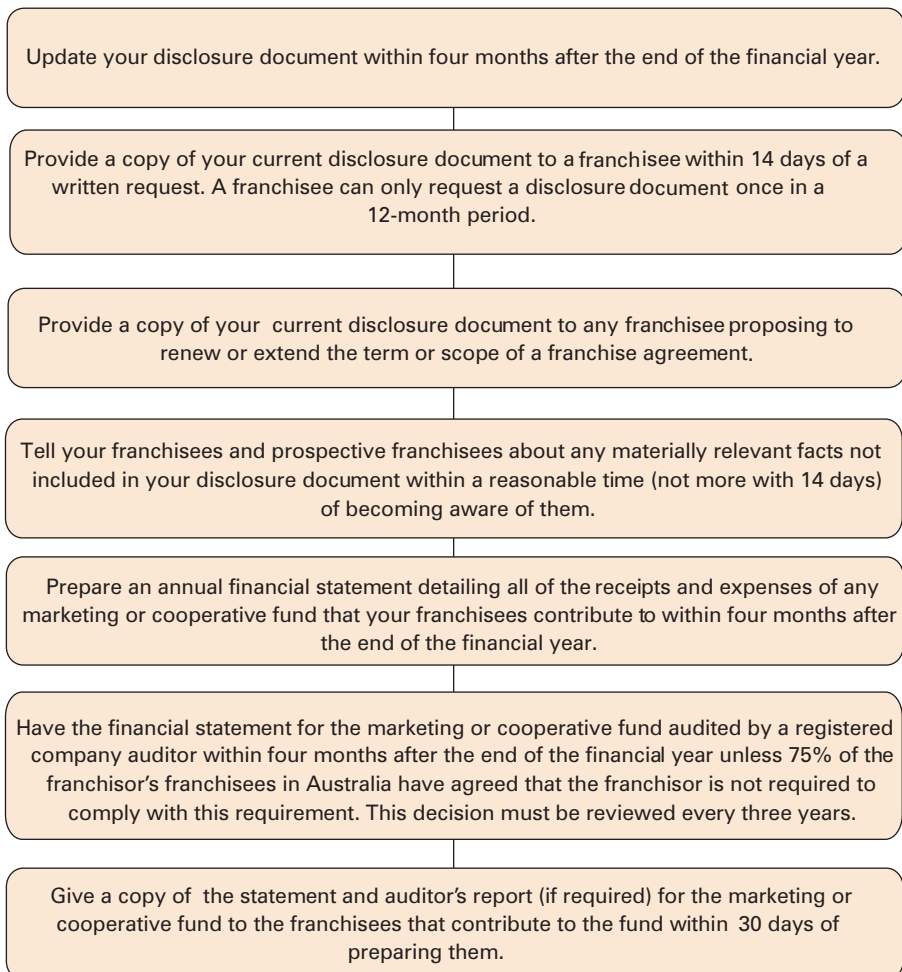 Update your disclosure document within four months after the end of the financial year.
Provide a copy of your current disclosure document to a franchisee within 14 days of a
written request. A franchisee can only request a disclosure document once in a
12-month period.
Provide a copy of your current disclosure document to any franchisee proposing to
renew or extend the term or scope of a franchise agreement.
Tell your franchisees and prospective franchisees about any materially relevant facts not
included in your disclosure document within a reasonable time (not more with 14 days)
of becoming aware of them.
Prepare an annual financial statement detailing all of the receipts and expenses of any
marketing or cooperative fund that your franchisees contribute to within four months after
the end of the financial year.
Have the financial statement for the marketing or cooperative fund audited by a registered
company auditor within four months after the end of the financial year unless 75% of the
franchisor's franchisees in Australia have agreed that the franchisor is not required to
comply with this requirement. This decision must be reviewed every three years.
Give a copy of the statement and auditor's report (if required) for the marketing or
cooperative fund to the franchisees that contribute to the fund within 30 days of
preparing them.